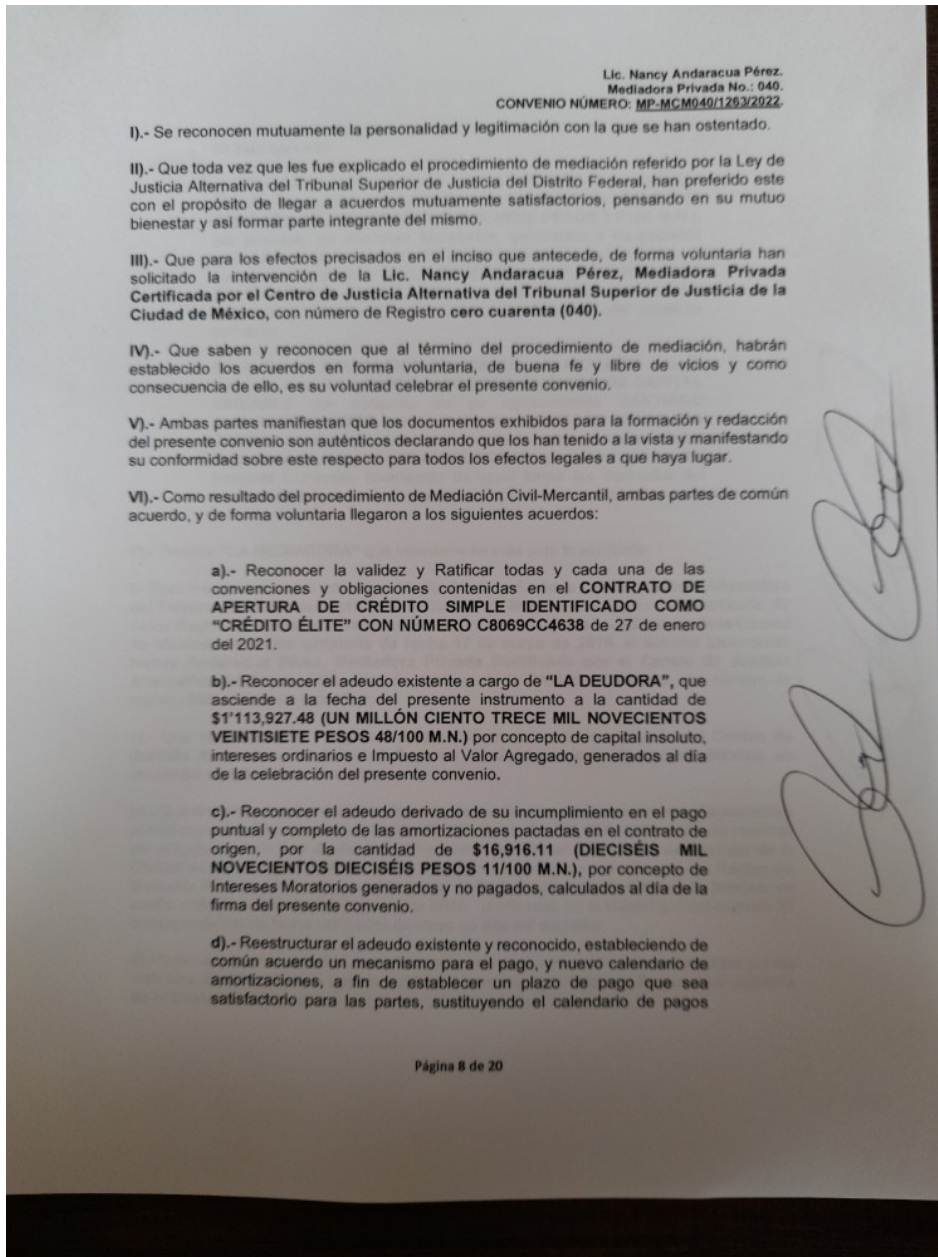 Lic. Nancy Andaracua Pérez.
Mediadora Privada No.: 040.
CONVENIO NÚMERO: MP-MCM040/1263/2022.
I).- Se reconocen mutuamente la personalidad y legitimación con la que se han ostentado.
II).- Que toda vez que les fue explicado el procedimiento de mediación referido por la Ley de
Justicia Alternativa del Tribunal Superior de Justicia del Distrito Federal, han preferido este
con el propósito de llegar a acuerdos mutuamente satisfactorios, pensando en su mutuo
bienestar y así formar parte integrante del mismo.
III).- Que para los efectos precisados en el inciso que antecede, de forma voluntaria han
solicitado la intervención de la Lic. Nancy Andaracua Pérez, Mediadora Privada
Certificada por el Centro de Justicia Alternativa del Tribunal Superior de Justicia de la
Ciudad de México, con número de Registro cero cuarenta (040).
IV).- Que saben y reconocen que al término del procedimiento de mediación, habrán
establecido los acuerdos en forma voluntaria, de buena fe y libre de vicios y como
consecuencia de ello, es su voluntad celebrar el presente convenio.
V).- Ambas partes manifiestan que los documentos exhibidos para la formación y redacción
del presente convenio son auténticos declarando que los han tenido a la vista y manifestando
su conformidad sobre este respecto para todos los efectos legales a que haya lugar.
VI).- Como resultado del procedimiento de Mediación Civil-Mercantil, ambas partes de común
acuerdo, y de forma voluntaria llegaron a los siguientes acuerdos:
a).- Reconocer la validez y Ratificar todas y cada una de las
convenciones y obligaciones contenidas en el CONTRATO DE
APERTURA DE CRÉDITO SIMPLE IDENTIFICADO COMO
“CRÉDITO ÉLITE” CON NÚMERO C8069CC4638 de 27 de enero
del 2021.
b).- Reconocer el adeudo existente a cargo de “LA DEUDORA”, que
asciende a la fecha del presente instrumento a la cantidad de
$1’113,927.48 (UN MILLÓN CIENTO TRECE MIL NOVECIENTOS
VEINTISIETE PESOS 48/100 M.N.) por concepto de capital insoluto,
intereses ordinarios e Impuesto al Valor Agregado, generados al día
de la celebración del presente convenio.
c).- Reconocer el adeudo derivado de su incumplimiento en el pago
puntual y completo de las amortizaciones pactadas en el contrato de
origen, por la cantidad de $16,916.11 (DIECISÉIS MIL
NOVECIENTOS DIECISÉIS PESOS 11/100 M.N.), por concepto de
Intereses Moratorios generados y no pagados, calculados al día de la
firma del presente convenio.
d).- Reestructurar el adeudo existente y reconocido, estableciendo de
común acuerdo un mecanismo para el pago, y nuevo calendario de
amortizaciones, a fin de establecer un plazo de pago que sea
satisfactorio para las partes, sustituyendo el calendario de pagos
Página 8 de 20